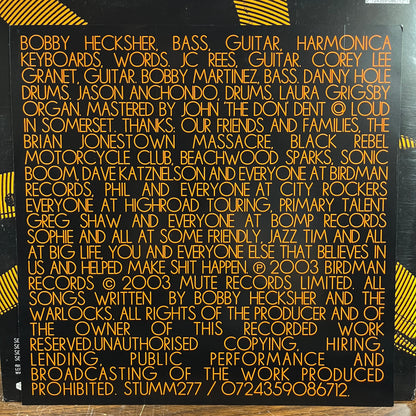 BOBBY HECKSHER, BASS, GUITAR, HARMONICA
KEYBOARDS, WORDS. JC REES, GUITAR. COREY LEE
GRANET, GUITAR. BOBBY MARTINEZ, BASS. DANNY HOLE
DRUMS. JASON ANCHONDO, DRUMS. LAURA GRIGSBY
ORGAN. MASTERED BY JOHN 'THE DON' DENT @ LOUD
IN SOMERSET. THANKS: OUR FRIENDS AND FAMILIES, THE
BRIAN JONESTOWN MASSACRE, BLACK REBEL
MOTORCYCLE CLUB, BEACHWOOD SPARKS, SONIC
BOOM, DAVE KATZNELSON AND EVERYONE AT BIRDMAN
RECORDS, PHIL AND EVERYONE AT CITY ROCKERS
EVERYONE AT HIGHROAD TOURING, PRIMARY TALENT
GREG SHAW AND EVERYONE AT BOMP RECORDS
SOPHIE AND ALL AT SOME FRIENDLY, JAZZ TIM AND ALL
AT BIG LIFE, YOU AND EVERYONE ELSE THAT BELIEVES IN
US AND HELPED MAKE SHIT HAPPEN. ℗ 2003 BIRDMAN
RECORDS © 2003 MUTE RECORDS LIMITED. ALL
SONGS WRITTEN BY BOBBY HECKSHER AND THE
WARLOCKS. ALL RIGHTS OF THE PRODUCER AND OF
THE OWNER OF THIS RECORDED WORK
RESERVED.UNAUTHORISED COPYING, HIRING,
LENDING, PUBLIC PERFORMANCE AND
BROADCASTING OF THE WORK PRODUCED
PROHIBITED. STUMM277 / 0724359086712.